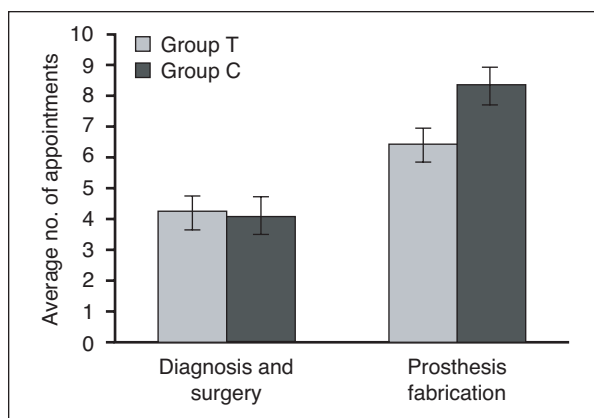 Average no. of appointments
10
9
8
7
6
5
4
3
2
1
0
Group T
Group C
Diagnosis and
surgery
Prosthesis
fabrication